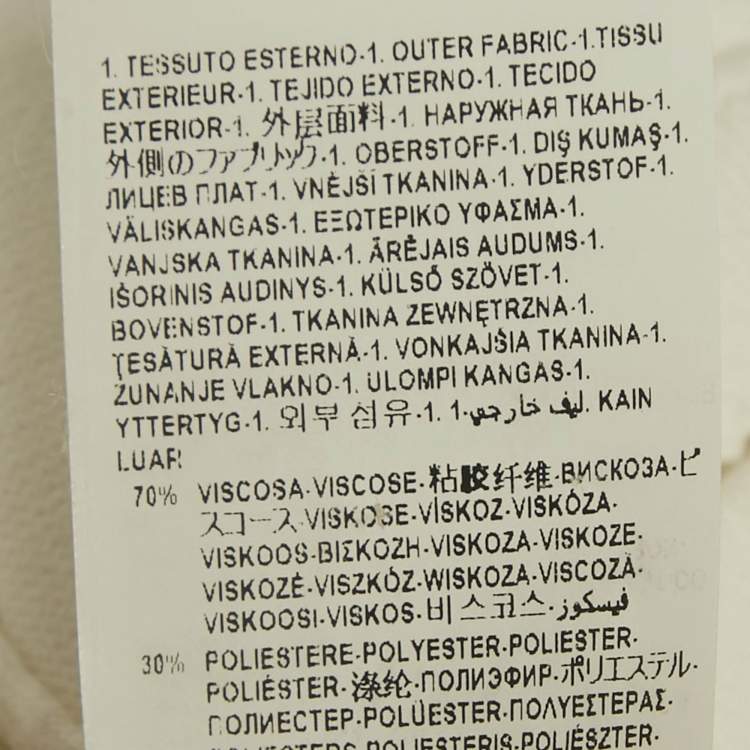 1. TESSUTO ESTERNO-1. OUTER FABRIC-1.TISSU
EXTERIEUR-1. TEJIDO EXTERNO-1. TECIDO
EXTERIOR-1. 外层面料-1. НАРУЖНАЯ ТКАНЬ-1.
外側のファブリック-1. OBERSTOFF-1. DIŞ KUMAŞ-1.
ЛИЦЕВ ПЛАТ-1. VNĚJŠÍ TKANINA-1. YDERSTOF-1.
VÄLISKANGAS-1. ΕΞΩΤΕΡΙΚΟ ΥΦΑΣΜΑ-1.
VANJSKA TKANINA-1. ĀRĒJAIS AUDUMS-1.
IŠORINIS AUDINYS-1. KÜLSŐ SZÖVET-1.
BOVENSTOF-1. TKANINA ZEWNĘTRZNA-1.
ŢESĂTURĂ EXTERNĂ-1. VONKAJŠIA TKANINA-1.
ZUNANJE VLAKNO-1. ULOMPI KANGAS-1.
YTTERTYG-1. 외부 섬유-1. 1-ليف خارجي. KAIN
LUAR
70% VISCOSA-VISCOSE-粘胶纤维-ВИСКОЗА-ビ
スコース-VISKOSE-VİSKOZ-VISKÓZA-
VISKOOS-ΒΙΣΚΟΖΗ-VISKOZA-VISKOZE-
VISKOZĖ-VISZKÓZ-WISKOZA-VISCOZĂ-
VISKOOSI-VISKOS-비스코스-فيسكوز
30% POLIESTERE-POLYESTER-POLIESTER-
POLIÉSTER-涤纶-ПОЛИЭФИР-ポリエステル-
ПОЛИЕСТЕР-POLÜESTER-ΠΟΛΥΕΣΤΕΡΑΣ-
POLIESTERS-POLIESTERIS-POLIÉSZTER-